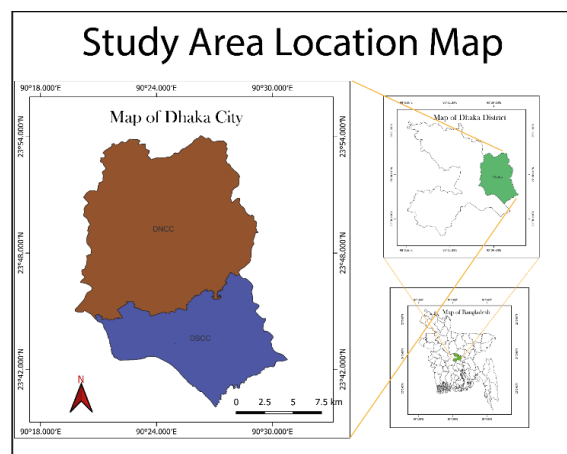 Study Area Location Map
90°18.000'E 90°24.000'E 90°30.000'E
Map of Dhaka City
23°54.000'N
23°48.000'N
23°42.000'N
23°54.000'N
23°48.000'N
23°42.000'N
DNCC
DSCC
N
0 2.5 5 7.5 km
90°18.000'E 90°24.000'E 90°30.000'E
Map of Dhaka District
Dhaka
Map of Bangladesh